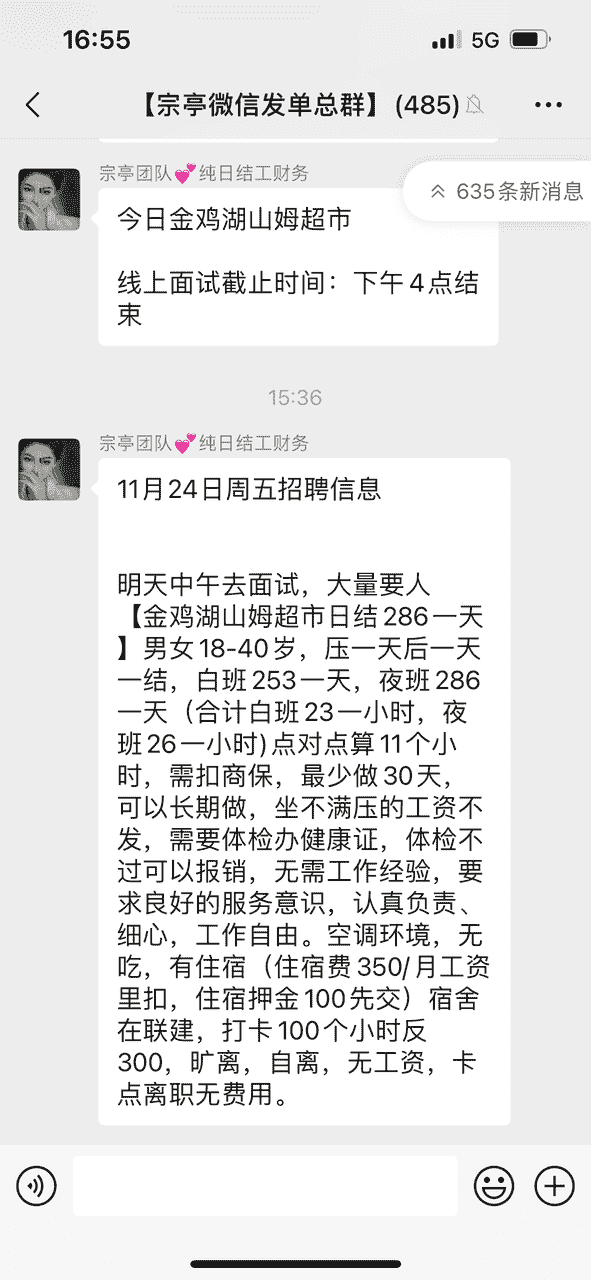 16:55
5G
【宗亭微信发单总群】(485)
宗亭团队💕纯日结工财务
635条新消息
今日金鸡湖山姆超市
线上面试截止时间：下午4点结
束
15:36
宗亭团队💕纯日结工财务
11月24日周五招聘信息
明天中午去面试，大量要人
【金鸡湖山姆超市日结286一天
】男女18-40岁，压一天后一天
一结，白班253一天，夜班286
一天（合计白班23一小时，夜
班26一小时)点对点算11个小
时，需扣商保，最少做30天，
可以长期做，坐不满压的工资不
发，需要体检办健康证，体检不
过可以报销，无需工作经验，要
求良好的服务意识，认真负责、
细心，工作自由。空调环境，无
吃，有住宿（住宿费350/月工资
里扣，住宿押金100先交）宿舍
在联建，打卡100个小时反
300，旷离，自离，无工资，卡
点离职无费用。